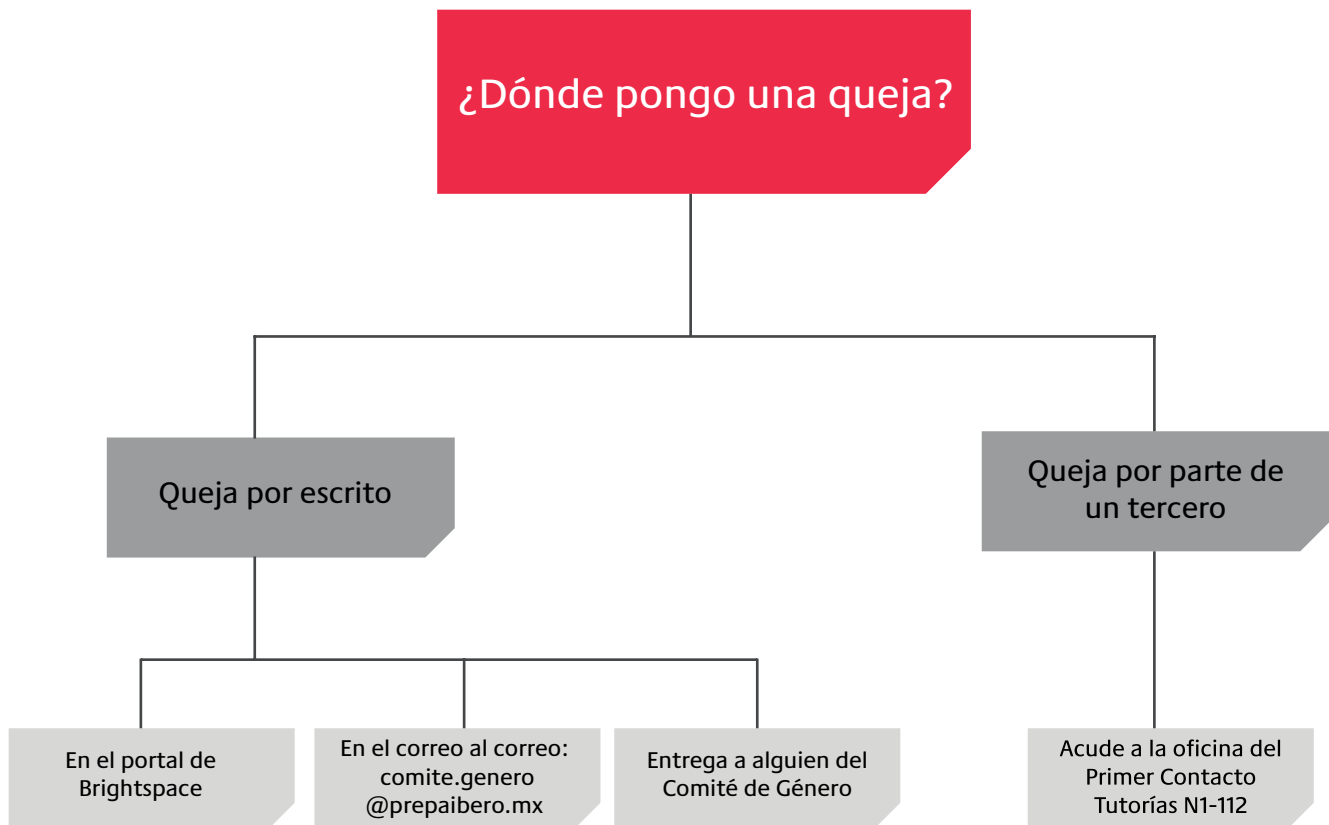 ¿Dónde pongo una queja?
Queja por escrito
Queja por parte de
un tercero
En el portal de
Brightspace
En el correo al correo:
comite.genero
@prepaibero.mx
Entrega a alguien del
Comité de Género
Acude a la oficina del
Primer Contacto
Tutorías N1-112